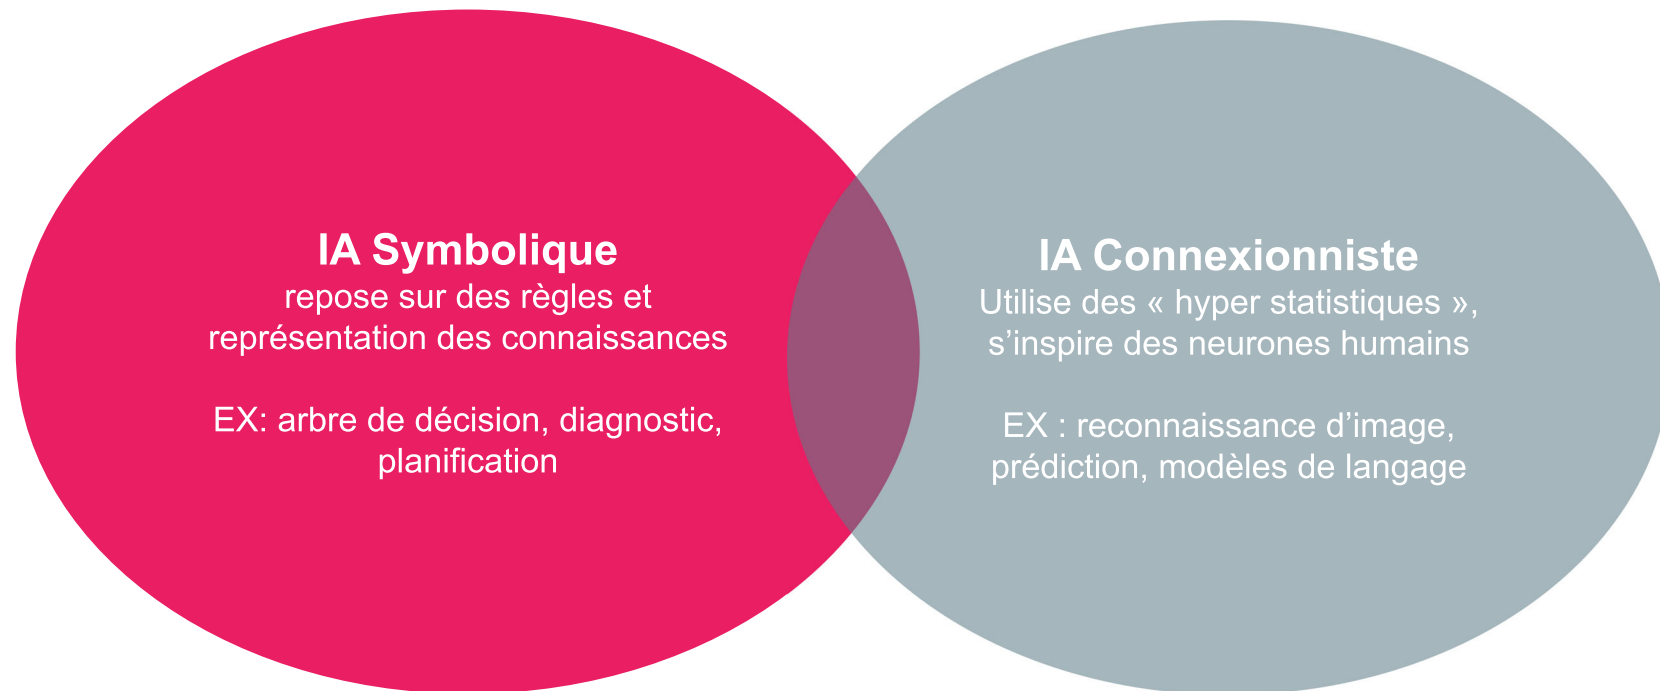 IA Symbolique
repose sur des règles et
représentation des connaissances
EX: arbre de décision, diagnostic,
planification
IA Connexionniste
Utilise des « hyper statistiques »,
s’inspire des neurones humains
EX : reconnaissance d’image,
prédiction, modèles de langage